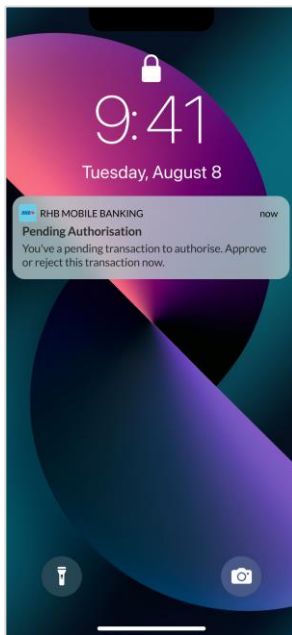 9:41
Tuesday, August 8
RHB RHB MOBILE BANKING now
Pending Authorisation
You've a pending transaction to authorise. Approve
or reject this transaction now.